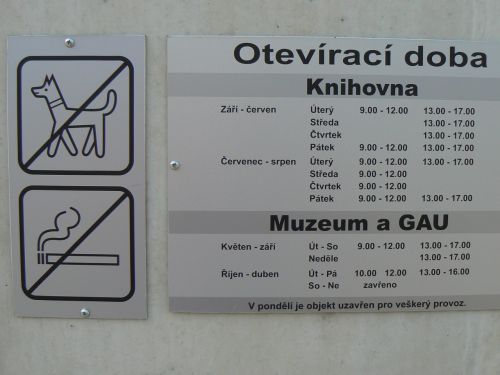 Otevírací doba
Knihovna
Září - červen Úterý 9.00 - 12.00 13.00 - 17.00
Středa 13.00 - 17.00
Čtvrtek 13.00 - 17.00
Pátek 9.00 - 12.00 13.00 - 17.00
Červenec - srpen Úterý 9.00 - 12.00 13.00 - 17.00
Středa 9.00 - 12.00
Čtvrtek 9.00 - 12.00
Pátek 9.00 - 12.00 13.00 - 17.00
Muzeum a GAU
Květen - září Út - So 9.00 - 12.00 13.00 - 17.00
Neděle 13.00 - 17.00
Říjen - duben Út - Pá 10.00 12.00 13.00 - 16.00
So - Ne zavřeno
V pondělí je objekt uzavřen pro veškerý provoz.